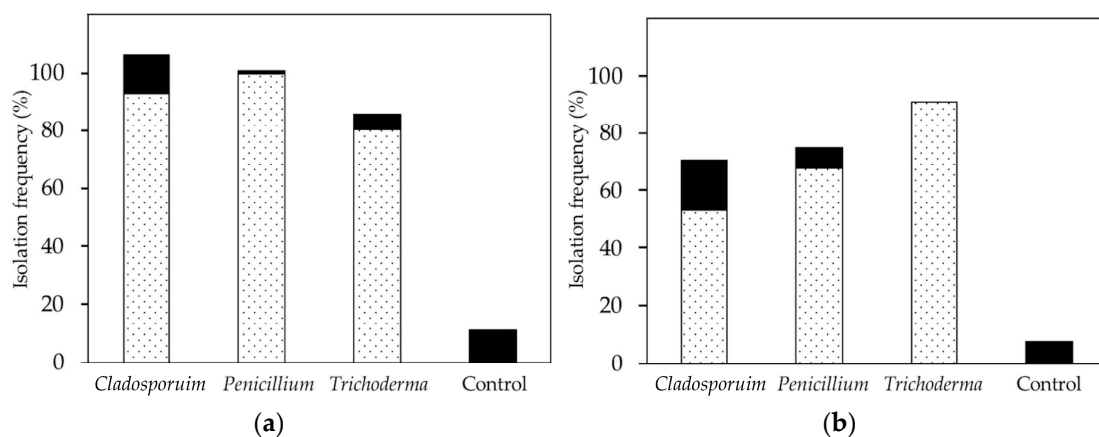 Isolation frequency (%)
100
80
60
40
20
0
Cladosporuim Penicillium Trichoderma Control
(a)
Isolation frequency (%)
100
80
60
40
20
0
Cladosporuim Penicillium Trichoderma Control
(b)